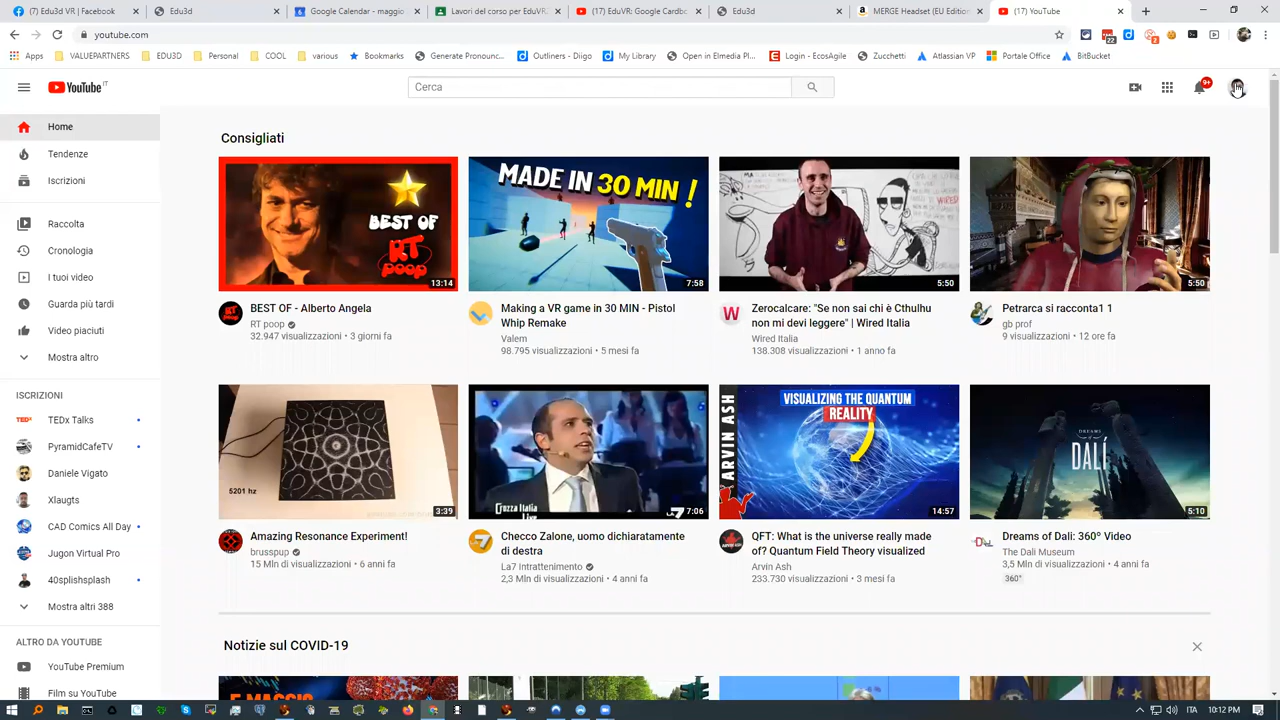 (7) Edu3D VR | Facebook
Edu3d
Google Calendar - maggio
Lavori del corso per EduVR
(17) EduVR: Google Cardbo
Edu3d
MERGE Headset (EU Edition
(17) YouTube
youtube.com
22
2
Apps
VALUEPARTNERS
EDU3D
Personal
COOL
various
Bookmarks
Google
Generate Pronounc...
Outliners - Diigo
My Library
Open in Elmedia Pl...
Login - EcosAgile
Zucchetti
Atlassian VP
Portale Office
BitBucket
YouTube IT
Cerca
9+
Home
Tendenze
Iscrizioni
Raccolta
Cronologia
I tuoi video
Guarda più tardi
Video piaciuti
Mostra altro
ISCRIZIONI
TEDx Talks
PyramidCafeTV
Daniele Vigato
Xlaugts
CAD Comics All Day
Jugon Virtual Pro
40splishsplash
Mostra altri 388
ALTRO DA YOUTUBE
YouTube Premium
Film su YouTube
Consigliati
BEST OF
RT
poop
13:14
BEST OF - Alberto Angela
RT poop
32.947 visualizzazioni • 3 giorni fa
MADE IN 30 MIN !
7:58
Making a VR game in 30 MIN - Pistol
Whip Remake
Valem
98.795 visualizzazioni • 5 mesi fa
WIRED
5:50
Zerocalcare: "Se non sai chi è Cthulhu
non mi devi leggere" | Wired Italia
Wired Italia
138.308 visualizzazioni • 1 anno fa
5:50
Petrarca si racconta1 1
gb prof
9 visualizzazioni • 12 ore fa
5201 hz
3:39
Amazing Resonance Experiment!
brusspup
15 Mln di visualizzazioni • 6 anni fa
Crozza Italia
Live
7:06
Checco Zalone, uomo dichiaratamente
di destra
La7 Intrattenimento
2,3 Mln di visualizzazioni • 4 anni fa
ARVIN ASH
VISUALIZING THE QUANTUM
REALITY
14:57
QFT: What is the universe really made
of? Quantum Field Theory visualized
Arvin Ash
233.730 visualizzazioni • 3 mesi fa
DREAMS
of
DALÍ
5:10
Dreams of Dali: 360º Video
The Dali Museum
3,5 Mln di visualizzazioni • 4 anni fa
360°
Notizie sul COVID-19
ITA
10:12 PM